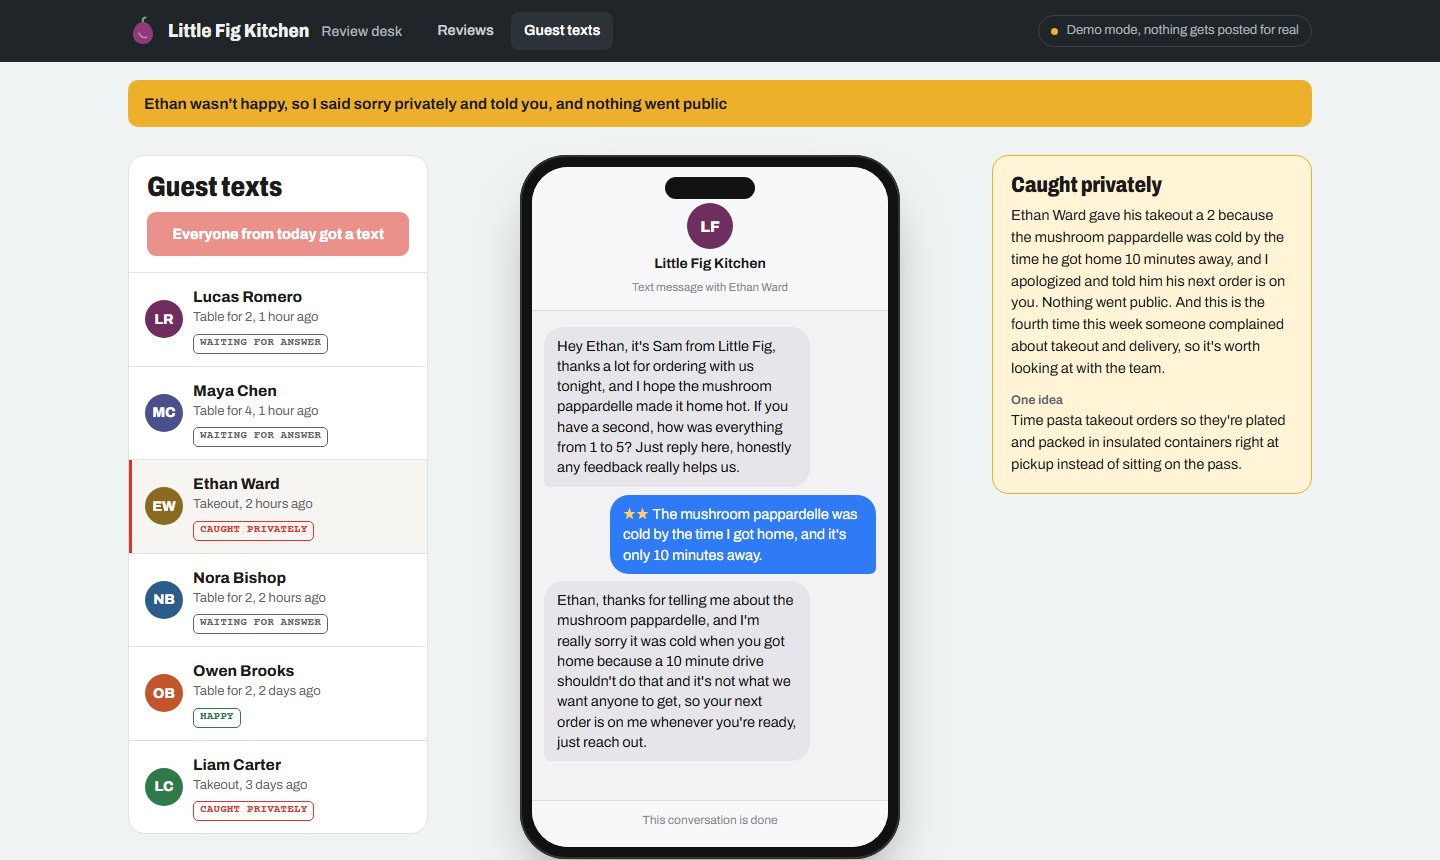 Little Fig Kitchen Review desk Reviews Guest texts Demo mode, nothing gets posted for real
Ethan wasn't happy, so I said sorry privately and told you, and nothing went public
Guest texts
Everyone from today got a text
LR
Lucas Romero
Table for 2, 1 hour ago
WAITING FOR ANSWER
MC
Maya Chen
Table for 4, 1 hour ago
WAITING FOR ANSWER
EW
Ethan Ward
Takeout, 2 hours ago
CAUGHT PRIVATELY
NB
Nora Bishop
Table for 2, 2 hours ago
WAITING FOR ANSWER
OB
Owen Brooks
Table for 2, 2 days ago
HAPPY
LC
Liam Carter
Takeout, 3 days ago
CAUGHT PRIVATELY
LF
Little Fig Kitchen
Text message with Ethan Ward
Hey Ethan, it's Sam from Little Fig,
thanks a lot for ordering with us
tonight, and I hope the mushroom
pappardelle made it home hot. If you
have a second, how was everything
from 1 to 5? Just reply here, honestly
any feedback really helps us.
★★ The mushroom pappardelle was
cold by the time I got home, and it's
only 10 minutes away.
Ethan, thanks for telling me about the
mushroom pappardelle, and I'm
really sorry it was cold when you got
home because a 10 minute drive
shouldn't do that and it's not what we
want anyone to get, so your next
order is on me whenever you're ready,
just reach out.
This conversation is done
Caught privately
Ethan Ward gave his takeout a 2 because
the mushroom pappardelle was cold by the
time he got home 10 minutes away, and I
apologized and told him his next order is on
you. Nothing went public. And this is the
fourth time this week someone complained
about takeout and delivery, so it's worth
looking at with the team.
One idea
Time pasta takeout orders so they're plated
and packed in insulated containers right at
pickup instead of sitting on the pass.